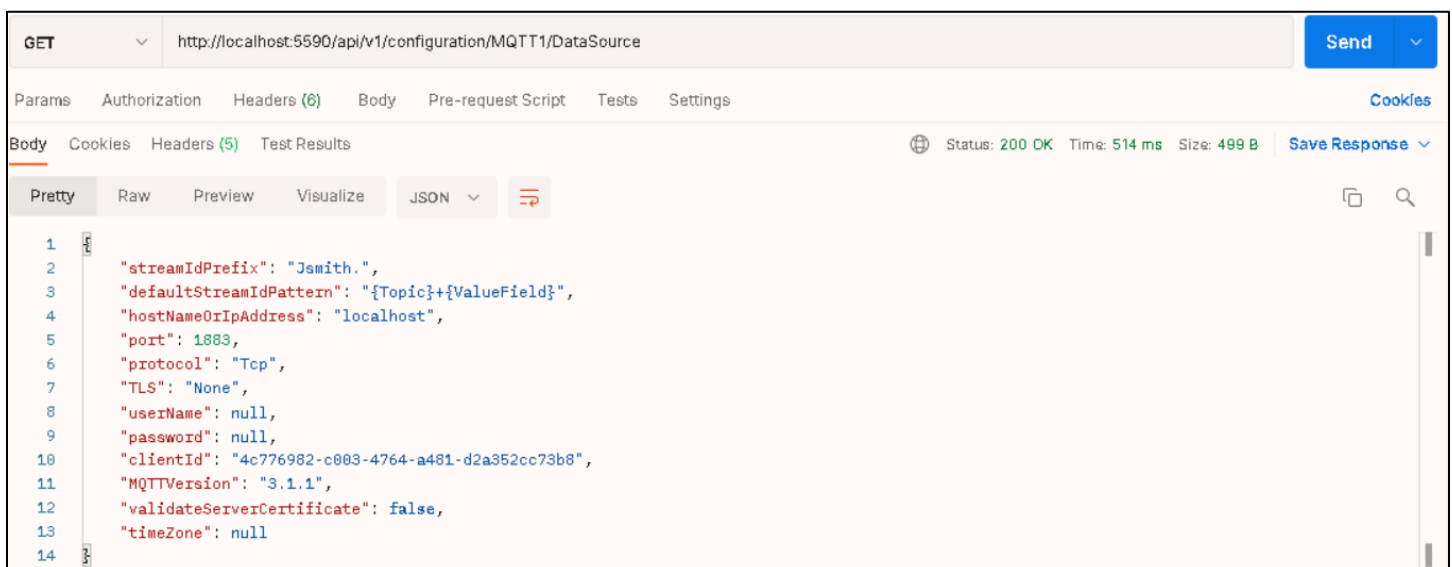 GET http://localhost:5590/api/v1/configuration/MQTT1/DataSource Send
Params Authorization Headers (6) Body Pre-request Script Tests Settings Cookies
Body Cookies Headers (5) Test Results Status: 200 OK Time: 514 ms Size: 499 B Save Response
Pretty Raw Preview Visualize JSON
1 {
2 "streamIdPrefix": "Jsmith.",
3 "defaultStreamIdPattern": "{Topic}+{ValueField}",
4 "hostNameOrIpAddress": "localhost",
5 "port": 1883,
6 "protocol": "Tcp",
7 "TLS": "None",
8 "userName": null,
9 "password": null,
10 "clientId": "4c776982-c003-4764-a481-d2a352cc73b8",
11 "MQTTVersion": "3.1.1",
12 "validateServerCertificate": false,
13 "timeZone": null
14 }